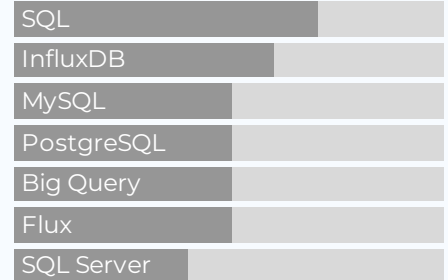 SQL
InfluxDB
MySQL
PostgreSQL
Big Query
Flux
SQL Server